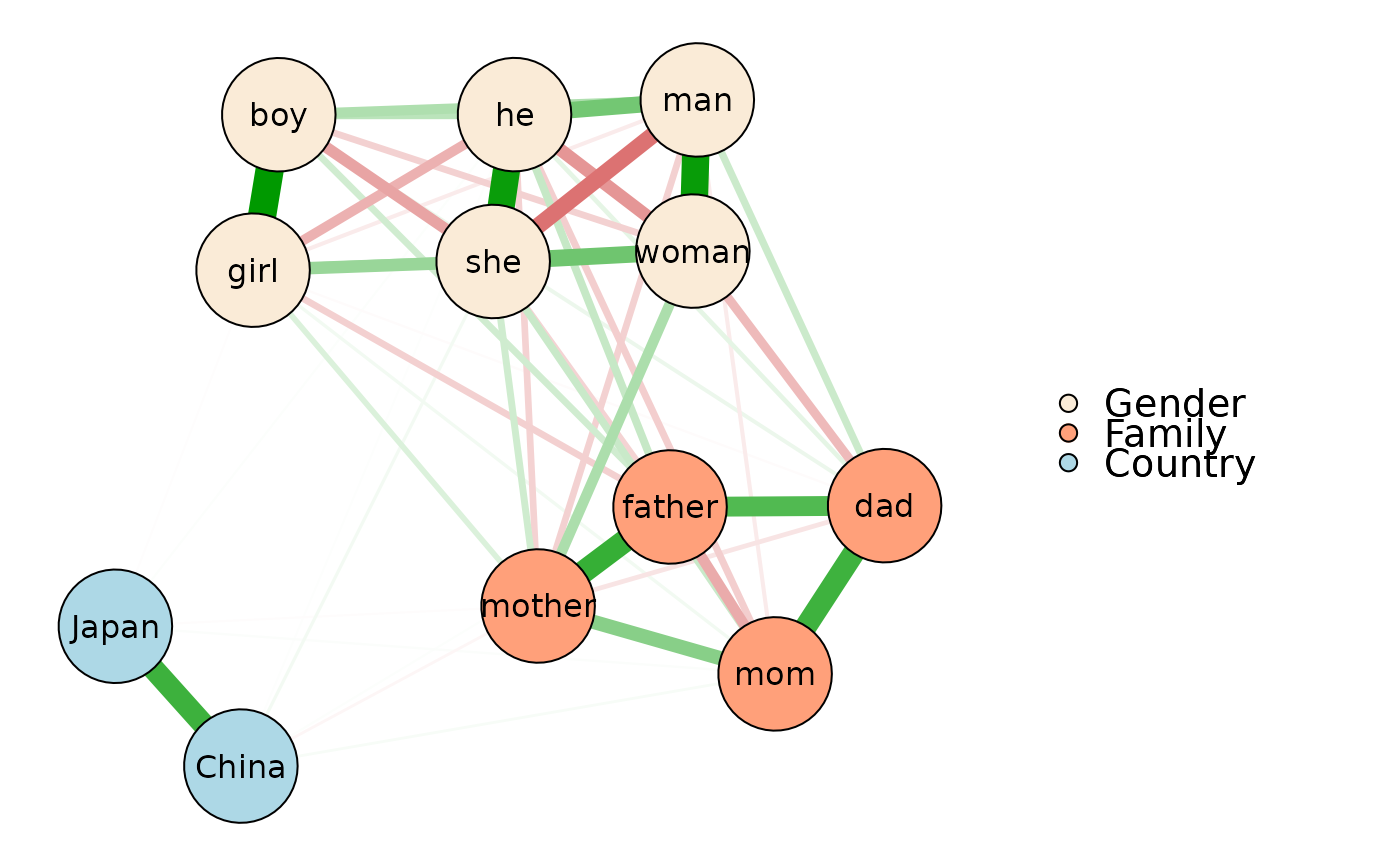 boy
he
man
girl
she
woman
father
dad
mother
mom
Japan
China
Gender
Family
Country